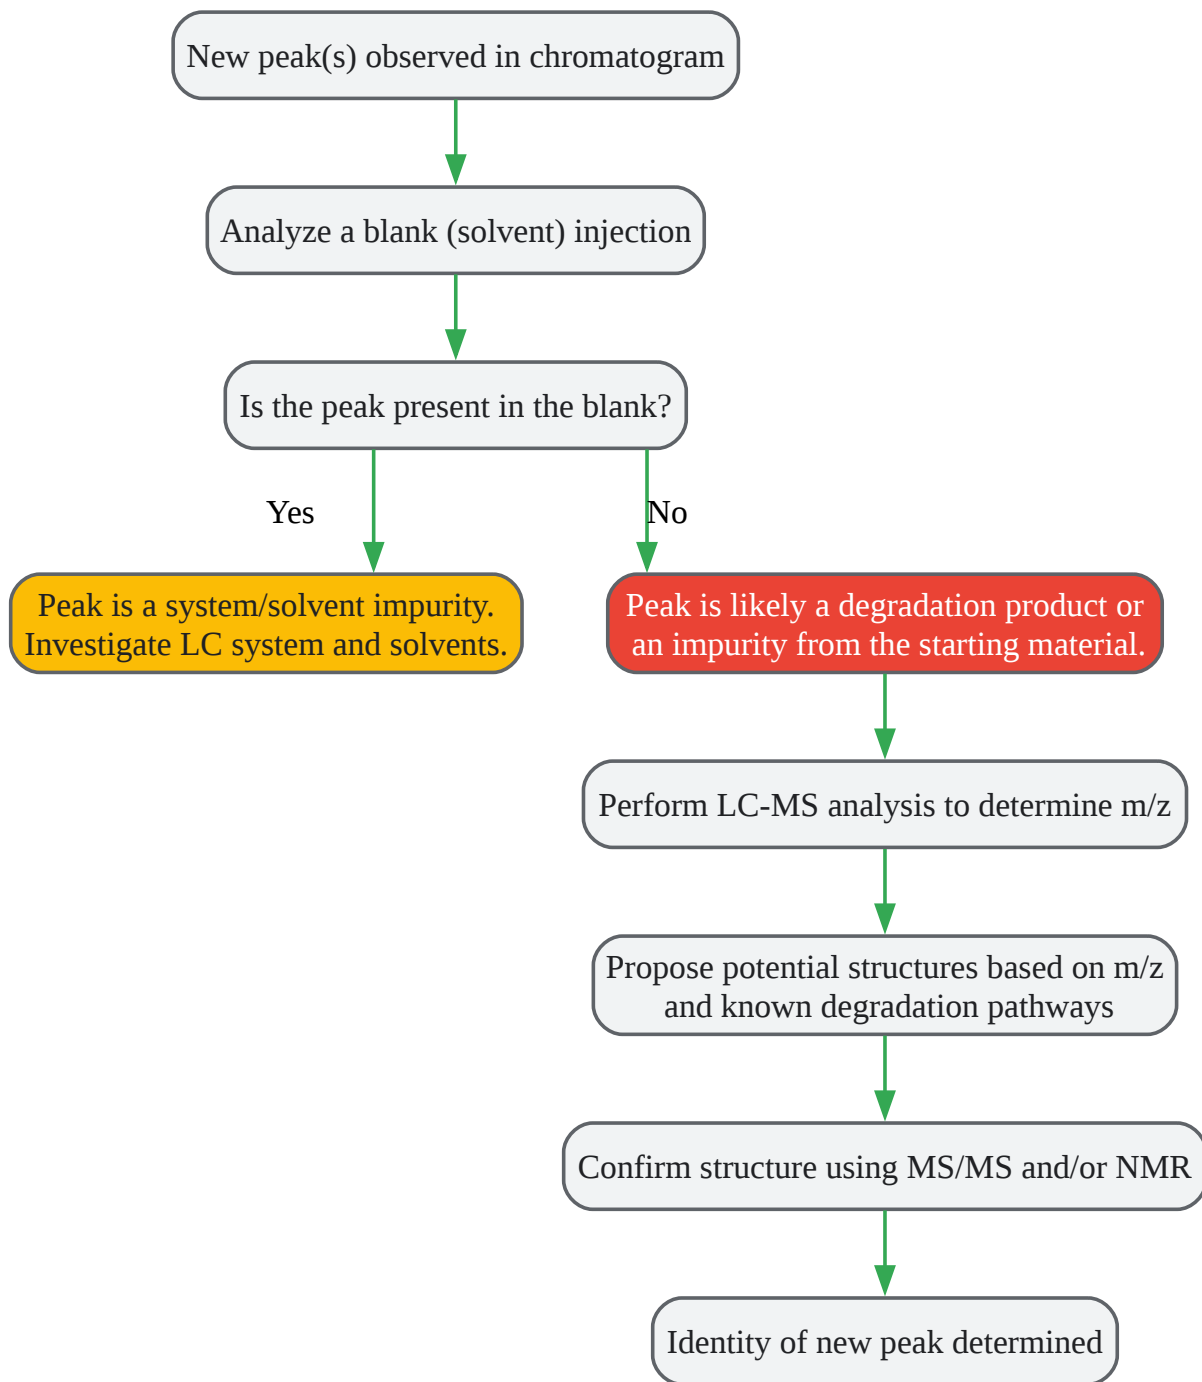 New peak(s) observed in chromatogram
Analyze a blank (solvent) injection
Is the peak present in the blank?
Yes
No
Peak is a system/solvent impurity.
Investigate LC system and solvents.
Peak is likely a degradation product or
an impurity from the starting material.
Perform LC-MS analysis to determine m/z
Propose potential structures based on m/z
and known degradation pathways
Confirm structure using MS/MS and/or NMR
Identity of new peak determined